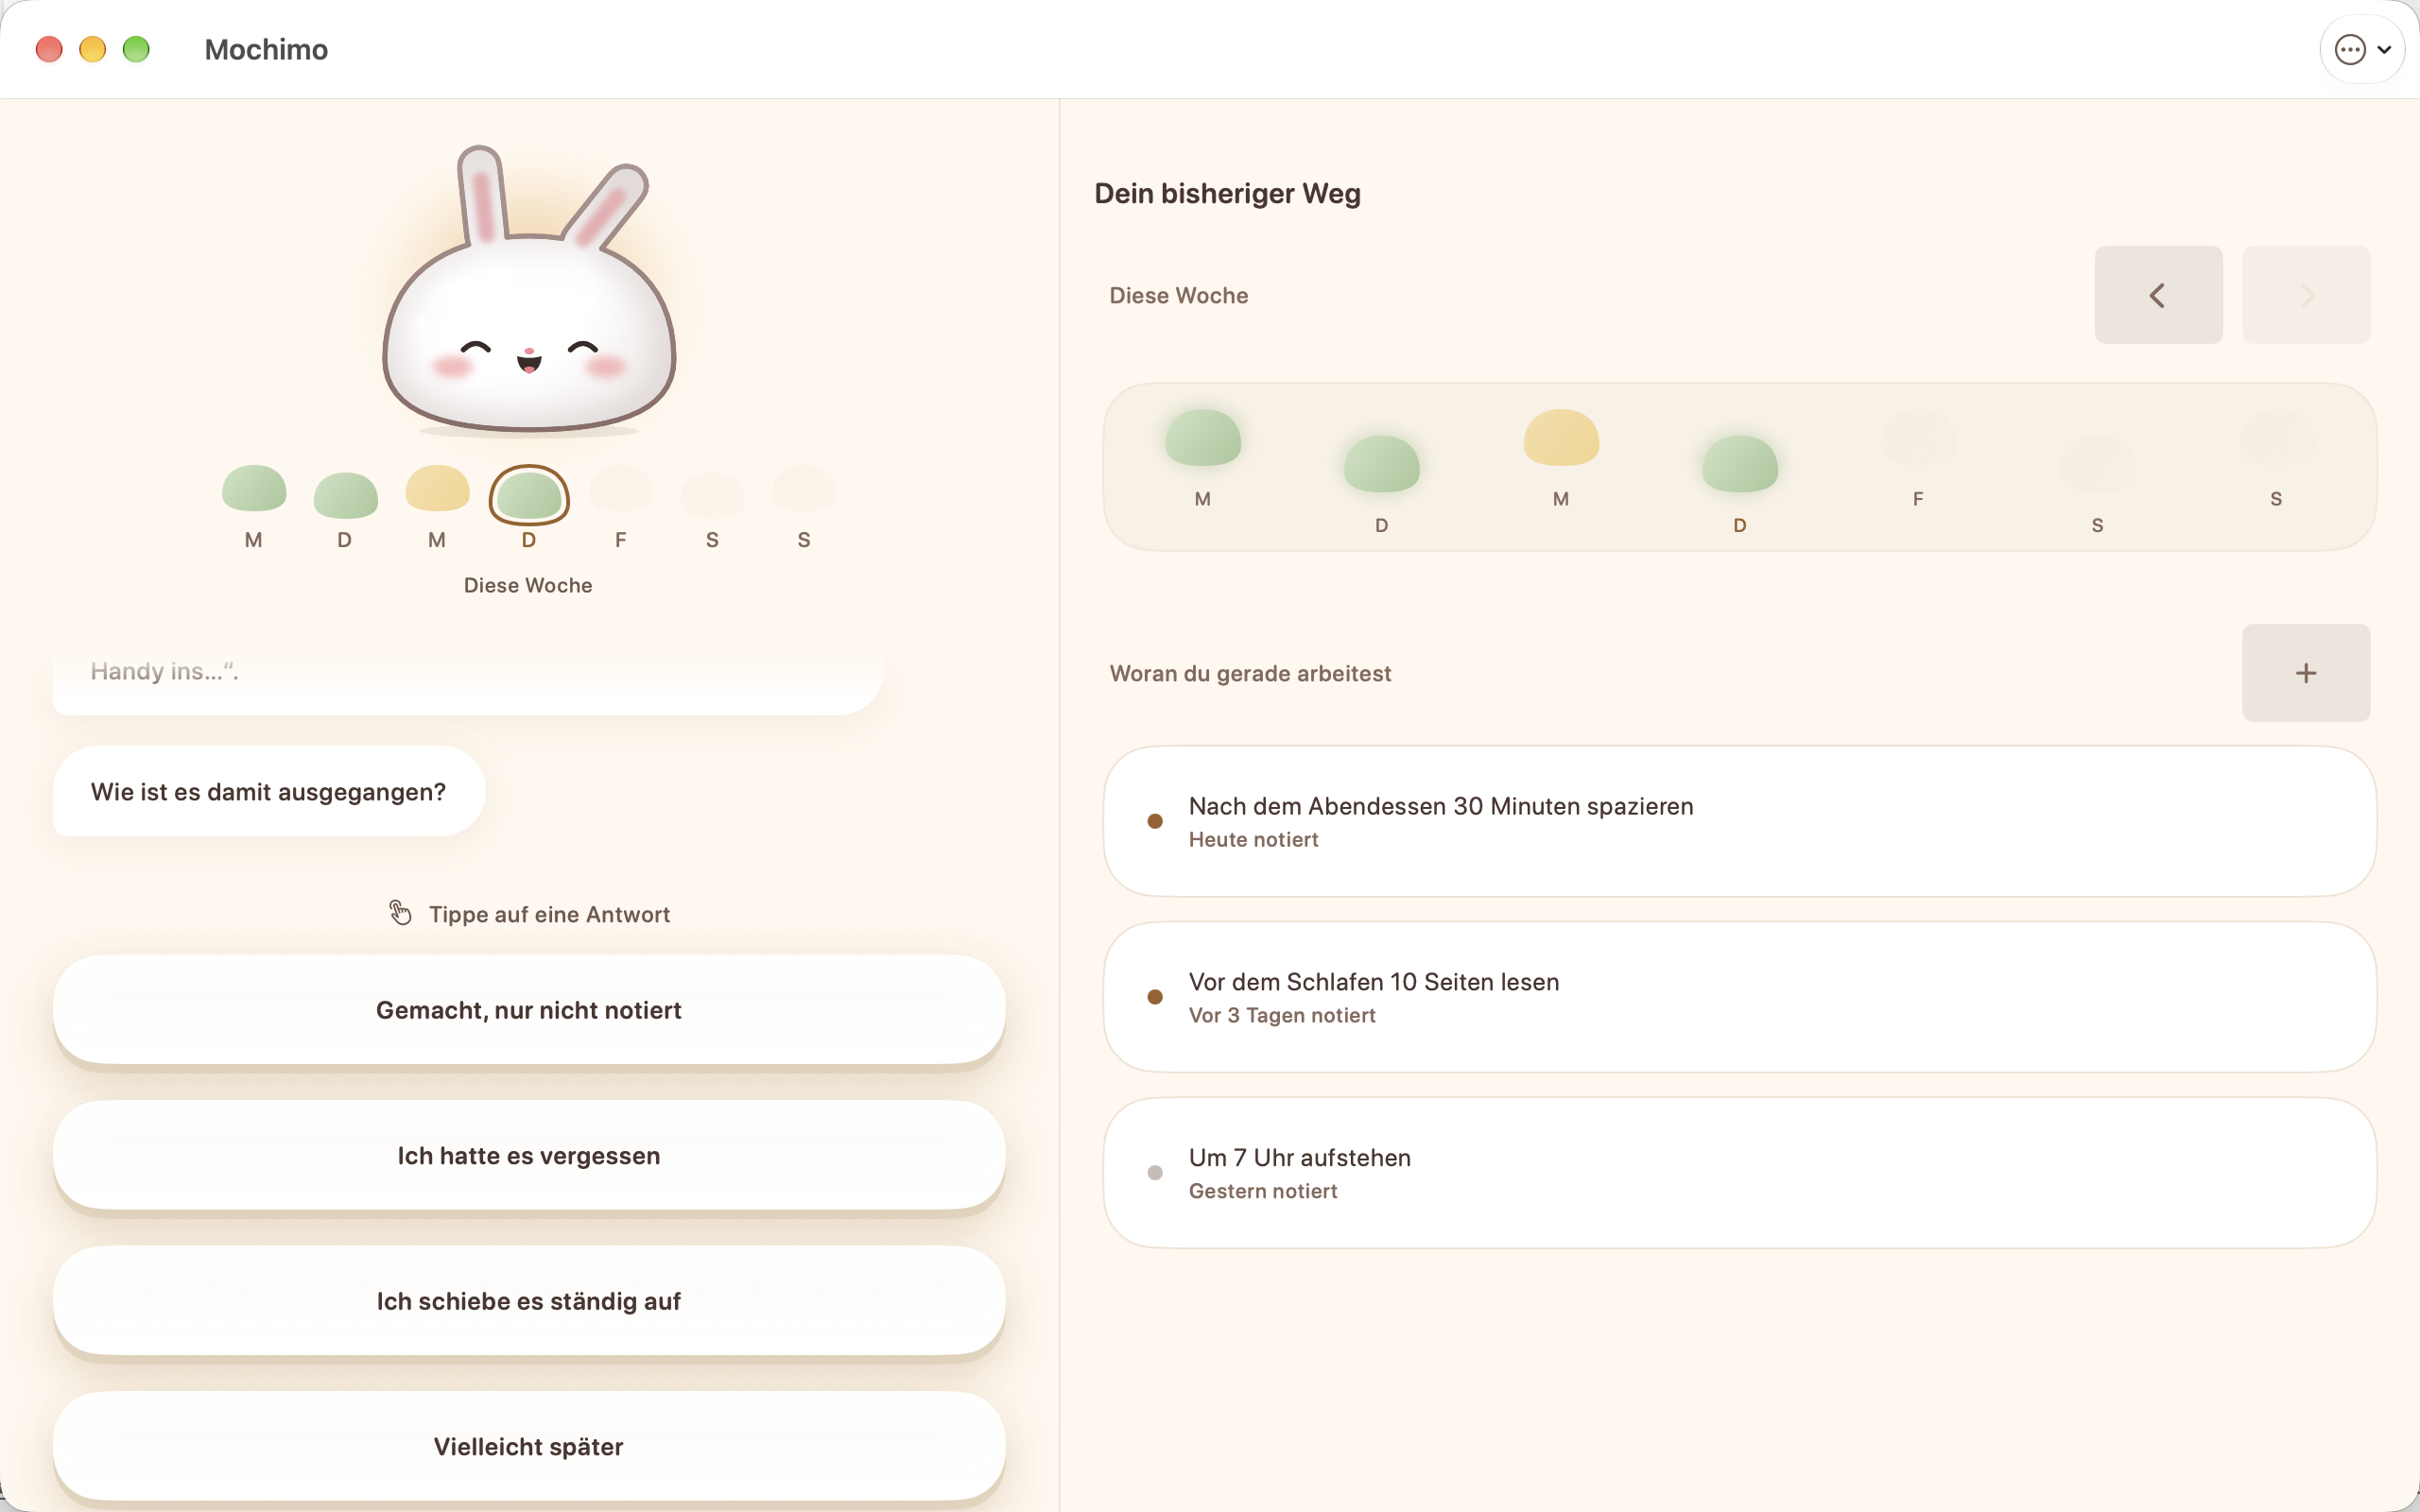 Mochimo
M D M D F S S
Diese Woche
Handy ins…“.
Wie ist es damit ausgegangen?
Tippe auf eine Antwort
Gemacht, nur nicht notiert
Ich hatte es vergessen
Ich schiebe es ständig auf
Vielleicht später
Dein bisheriger Weg
Diese Woche
M D M D F S S
Woran du gerade arbeitest
Nach dem Abendessen 30 Minuten spazieren
Heute notiert
Vor dem Schlafen 10 Seiten lesen
Vor 3 Tagen notiert
Um 7 Uhr aufstehen
Gestern notiert